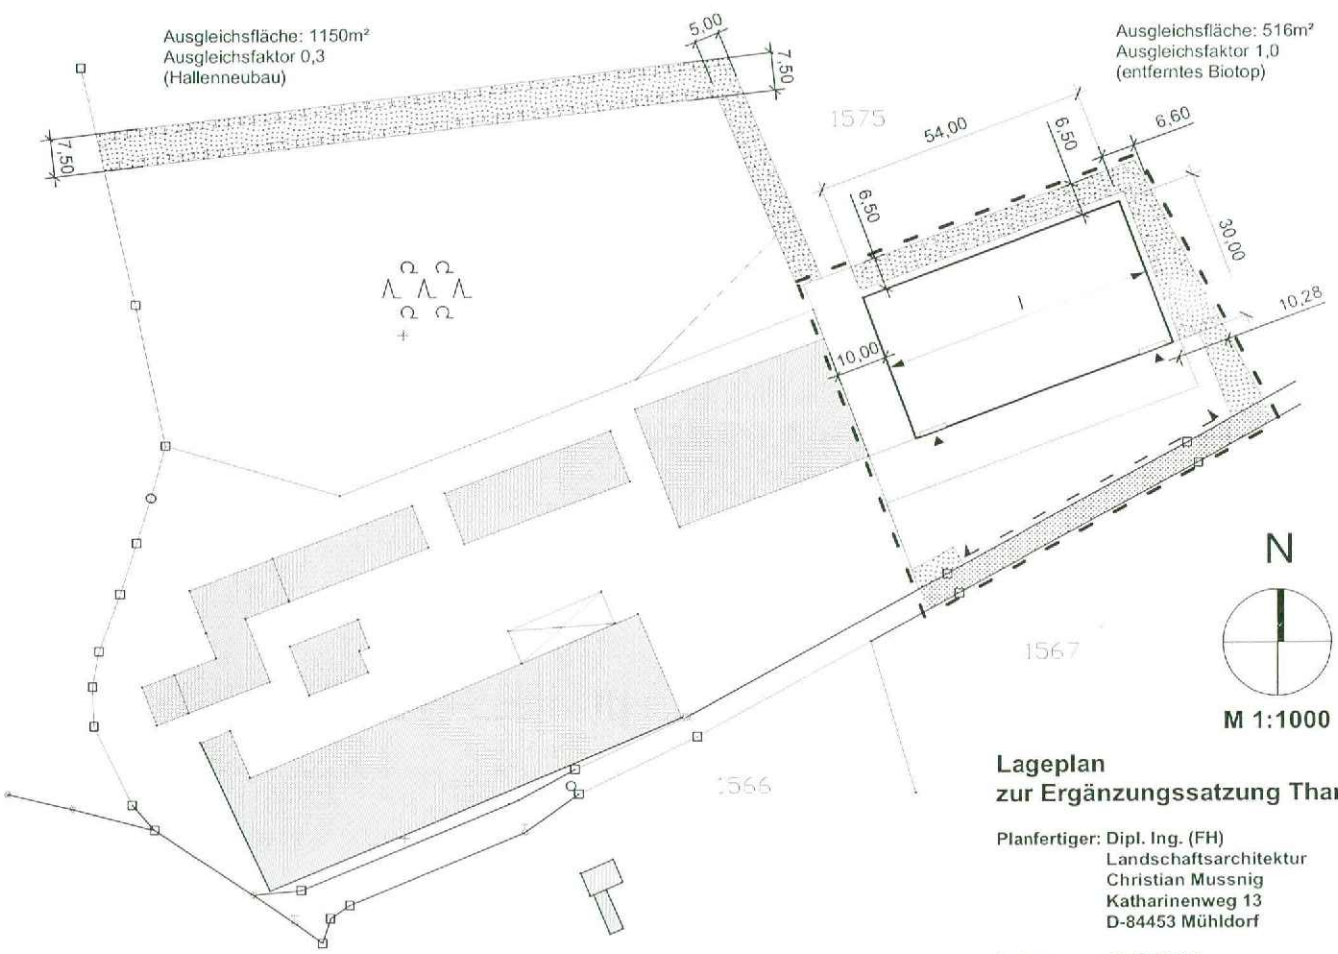 Ausgleichsfläche: 1150m²
Ausgleichsfaktor 0,3
(Hallenneubau)
Ausgleichsfläche: 516m²
Ausgleichsfaktor 1,0
(entferntes Biotop)
5,00
7,50
7,50
1575
54,00
6,50
6,60
6,50
30,00
10,28
10,00
I
1567
1566
N
M 1:1000
Lageplan
zur Ergänzungssatzung Than
Planfertiger: Dipl. Ing. (FH)
Landschaftsarchitektur
Christian Mussnig
Katharinenweg 13
D-84453 Mühldorf